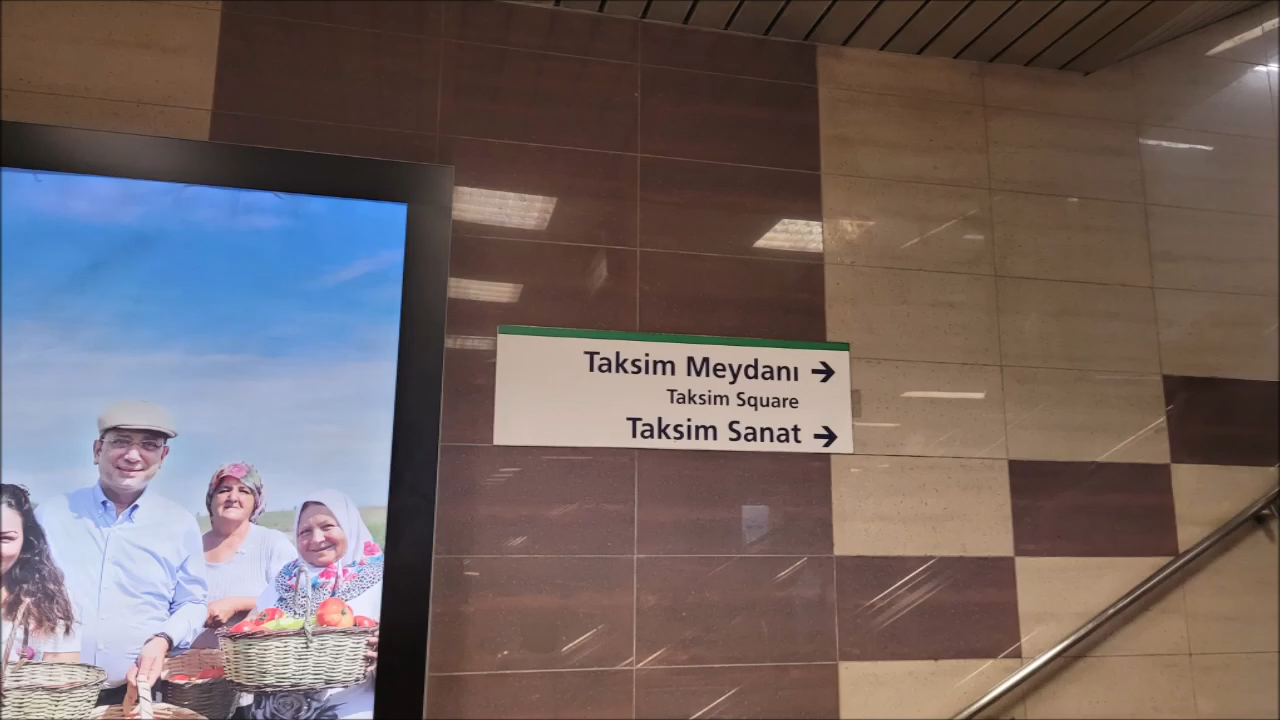 Taksim Meydanı →
Taksim Square
Taksim Sanat →